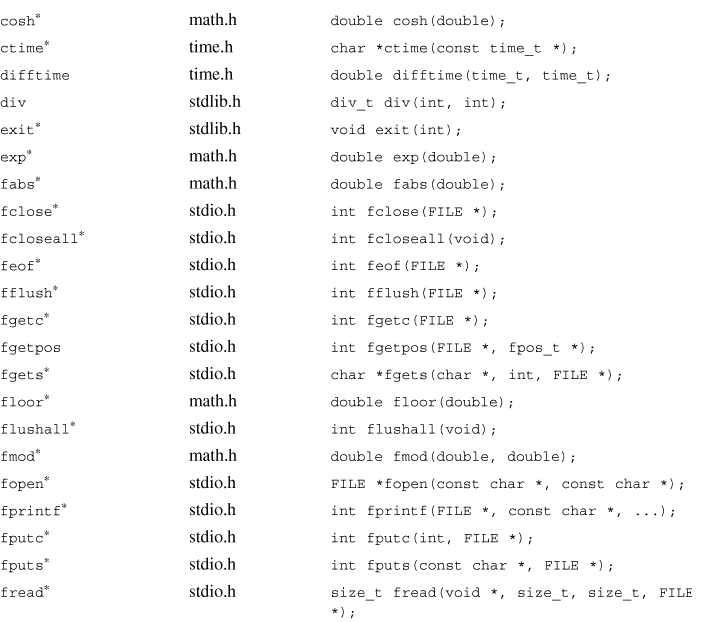 cosh* math.h double cosh(double);
ctime* time.h char *ctime(const time_t *);
difftime time.h double difftime(time_t, time_t);
div stdlib.h div_t div(int, int);
exit* stdlib.h void exit(int);
exp* math.h double exp(double);
fabs* math.h double fabs(double);
fclose* stdio.h int fclose(FILE *);
fcloseall* stdio.h int fcloseall(void);
feof* stdio.h int feof(FILE *);
fflush* stdio.h int fflush(FILE *);
fgetc* stdio.h int fgetc(FILE *);
fgetpos stdio.h int fgetpos(FILE *, fpos_t *);
fgets* stdio.h char *fgets(char *, int, FILE *);
floor* math.h double floor(double);
flushall* stdio.h int flushall(void);
fmod* math.h double fmod(double, double);
fopen* stdio.h FILE *fopen(const char *, const char *);
fprintf* stdio.h int fprintf(FILE *, const char *, ...);
fputc* stdio.h int fputc(int, FILE *);
fputs* stdio.h int fputs(const char *, FILE *);
fread* stdio.h size_t fread(void *, size_t, size_t, FILE
*);